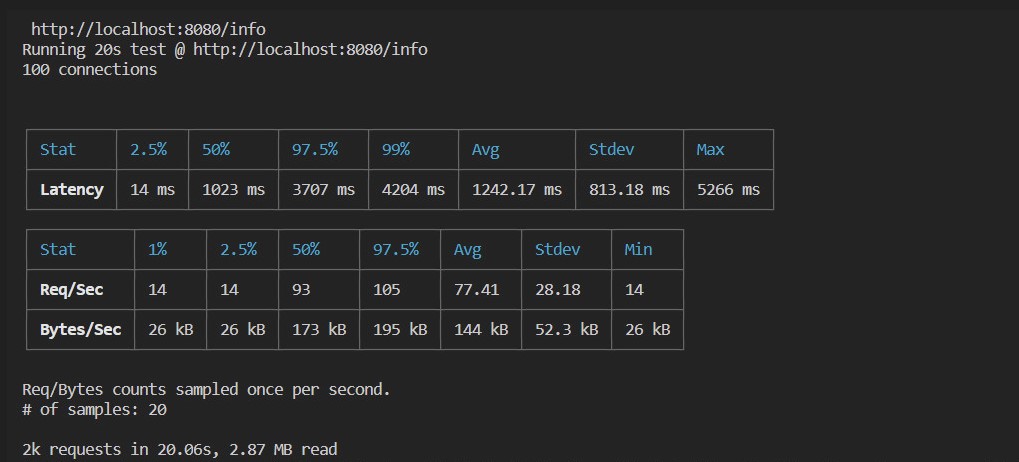 http://localhost:8080/info
Running 20s test @ http://localhost:8080/info
100 connections
Stat 2.5% 50% 97.5% 99% Avg Stdev Max
Latency 14 ms 1023 ms 3707 ms 4204 ms 1242.17 ms 813.18 ms 5266 ms
Stat 1% 2.5% 50% 97.5% Avg Stdev Min
Req/Sec 14 14 93 105 77.41 28.18 14
Bytes/Sec 26 kB 26 kB 173 kB 195 kB 144 kB 52.3 kB 26 kB
Req/Bytes counts sampled once per second.
# of samples: 20
2k requests in 20.06s, 2.87 MB read